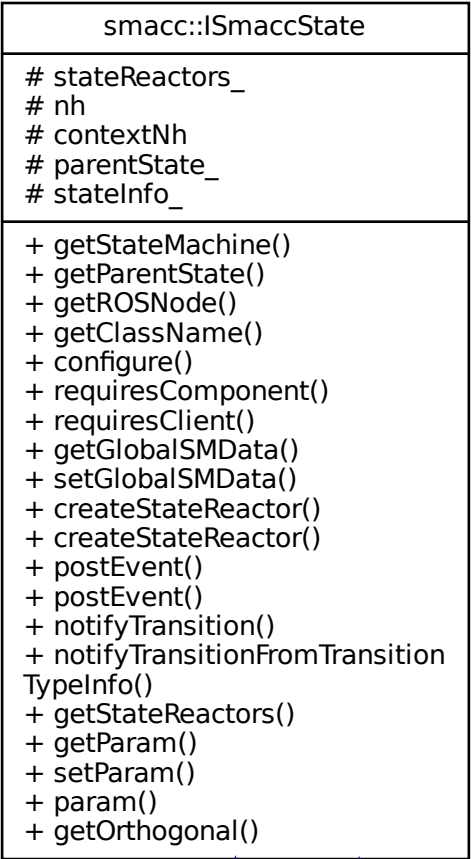 smacc::ISmaccState
# stateReactors_
# nh
# contextNh
# parentState_
# stateInfo_
+ getStateMachine()
+ getParentState()
+ getROSNode()
+ getClassName()
+ configure()
+ requiresComponent()
+ requiresClient()
+ getGlobalSMData()
+ setGlobalSMData()
+ createStateReactor()
+ createStateReactor()
+ postEvent()
+ postEvent()
+ notifyTransition()
+ notifyTransitionFromTransition
TypeInfo()
+ getStateReactors()
+ getParam()
+ setParam()
+ param()
+ getOrthogonal()